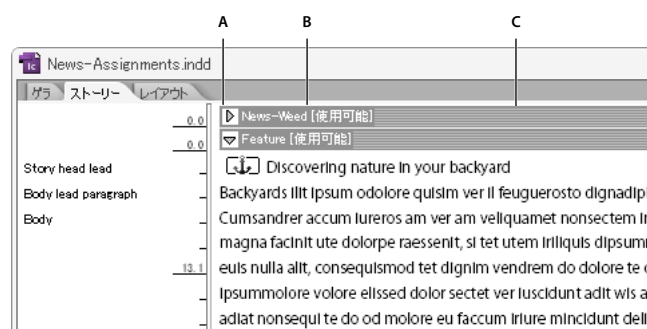 A B C
News-Assignments.indd
ゲラ ストーリー レイアウト
0.0 News-Weed [使用可能]
0.0 Feature [使用可能]
Story head lead Discovering nature in your backyard
Body lead paragraph Backyards ilit ipsum odolore quisim ver il feuguerosto dignadip
Body Cumsandrer accum iureros am ver am veliquamet nonsectem
magna facinit ute dolorpe raessenit, si tet utem iriliquis dipsum
13.1 euis nulla alit, consequismod tet dignim vendrem do dolore te
ipsummolore volore elissed dolor sectet ver iuscidunt adit wis a
adiat nonsequi te do od molore eu faccum iriure mincidunt deli